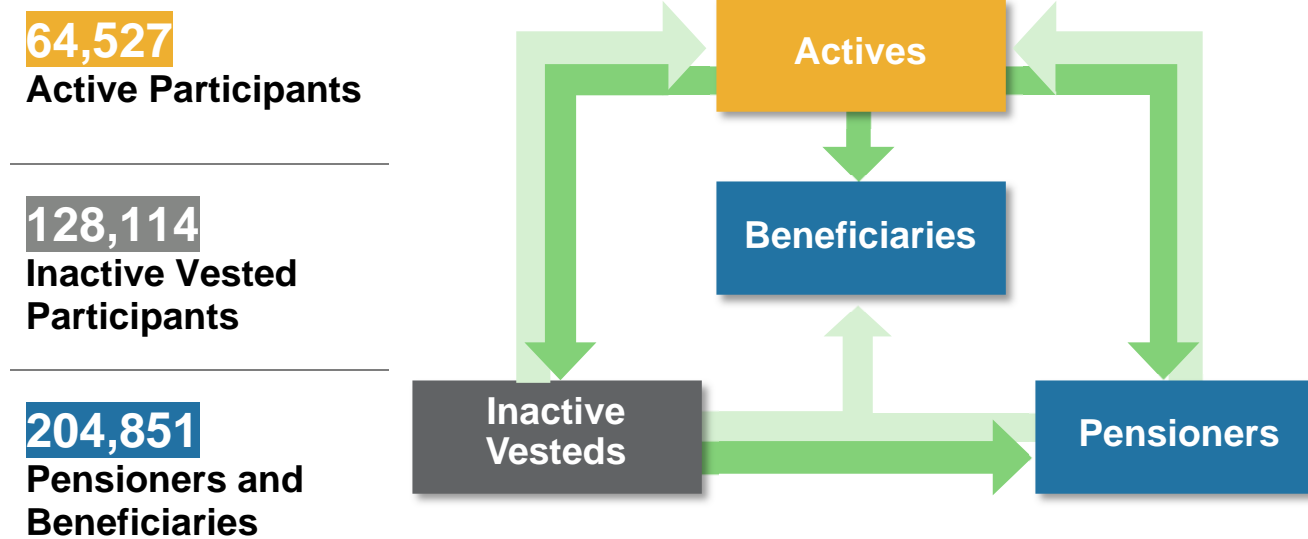 64,527
Active Participants
128,114
Inactive Vested
Participants
204,851
Pensioners and
Beneficiaries
Actives
Beneficiaries
Inactive
Vesteds
Pensioners